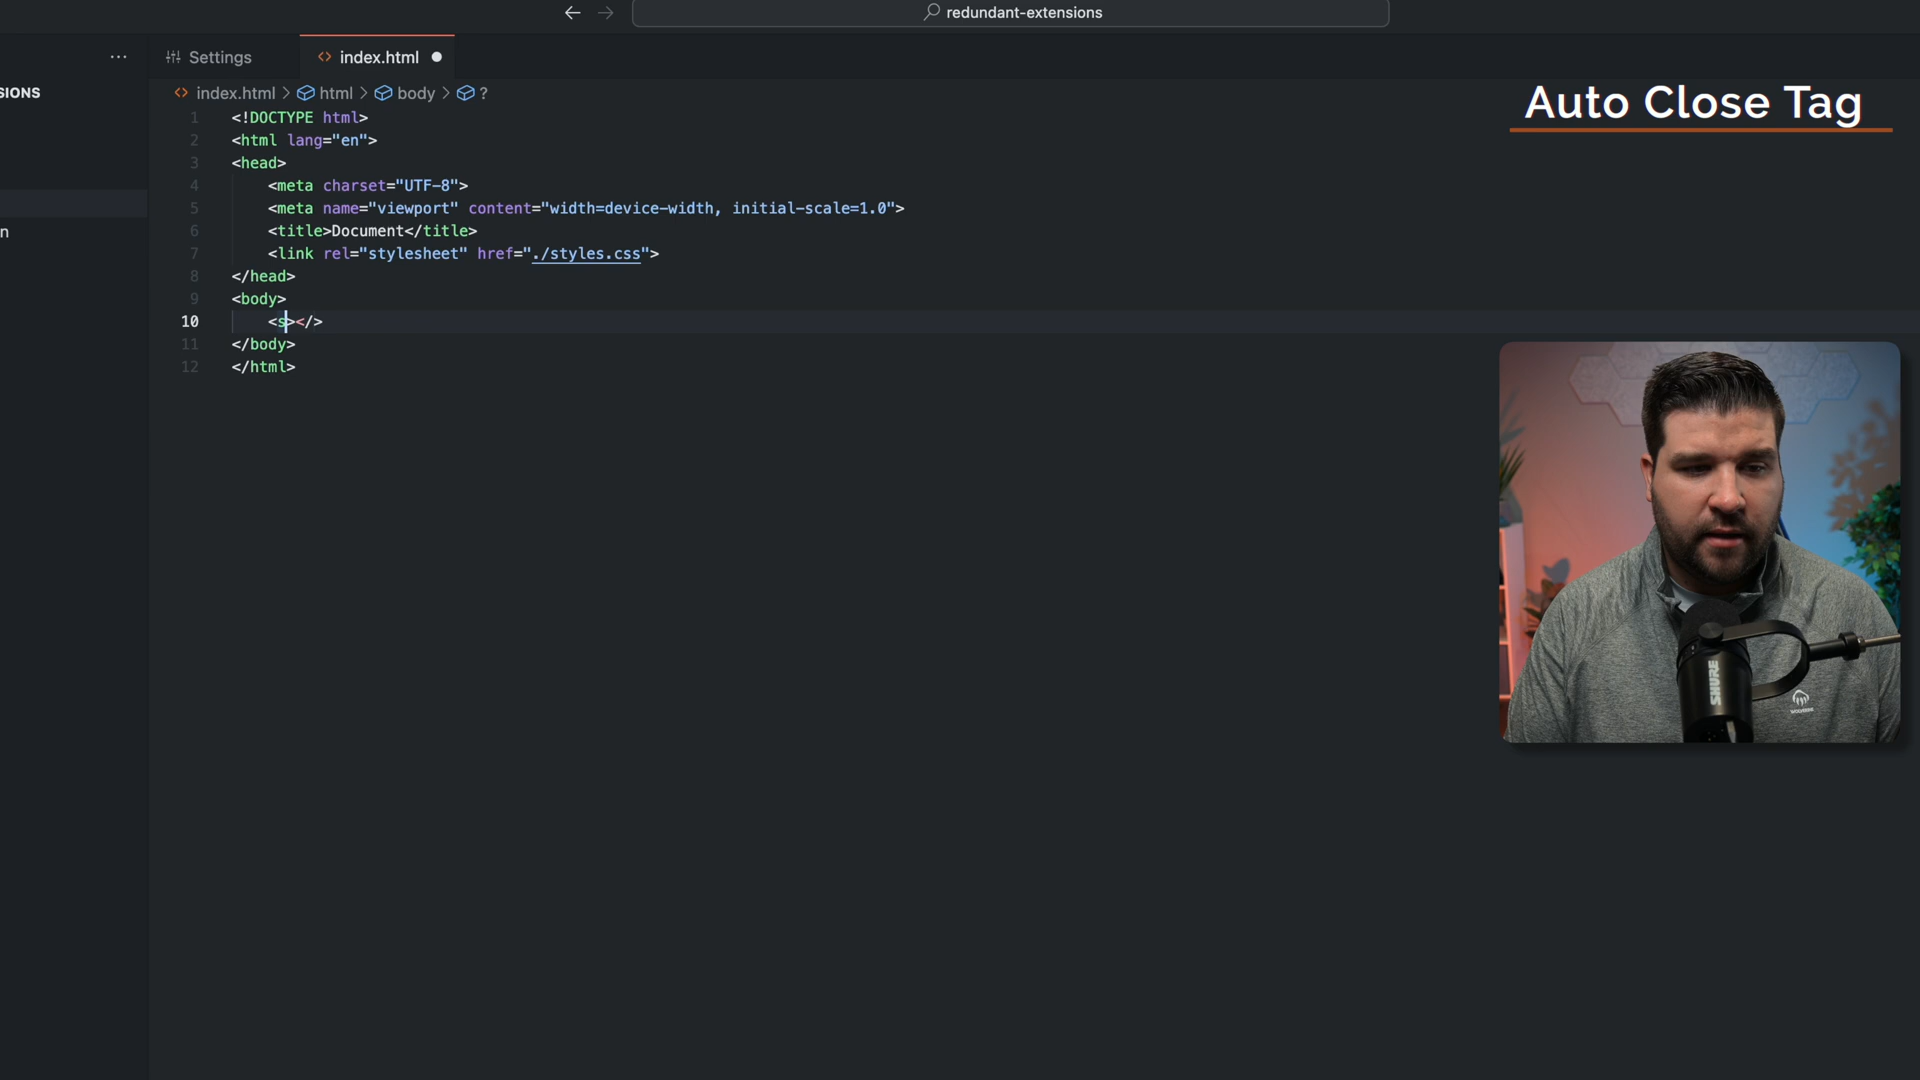 redundant-extensions
Settings
index.html
SIONS
index.html > html > body > ?
Auto Close Tag
1 <!DOCTYPE html>
2 <html lang="en">
3 <head>
4 <meta charset="UTF-8">
5 <meta name="viewport" content="width=device-width, initial-scale=1.0">
6 <title>Document</title>
7 <link rel="stylesheet" href="./styles.css">
8 </head>
9 <body>
10 <s></>
11 </body>
12 </html>
n
SHURE